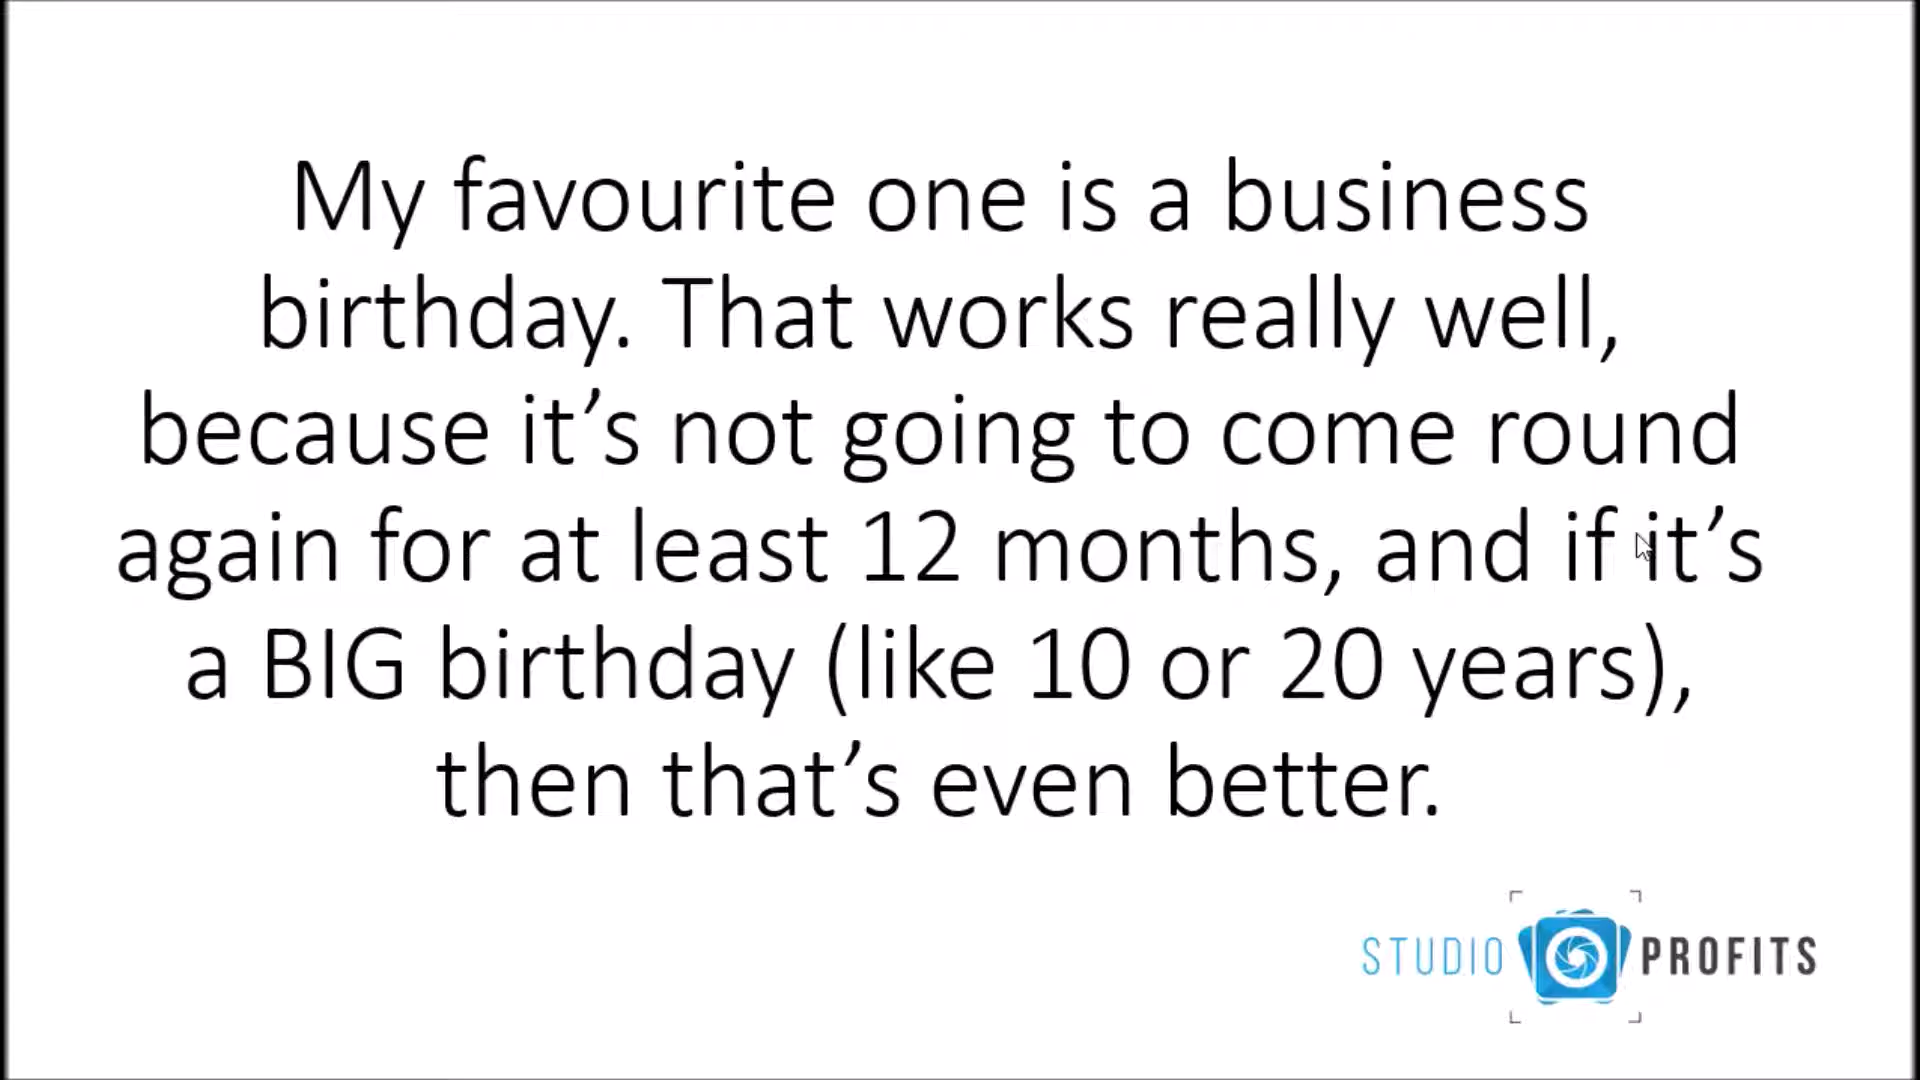 My favourite one is a business
birthday. That works really well,
because it’s not going to come round
again for at least 12 months, and if it’s
a BIG birthday (like 10 or 20 years),
then that’s even better.
STUDIO PROFITS